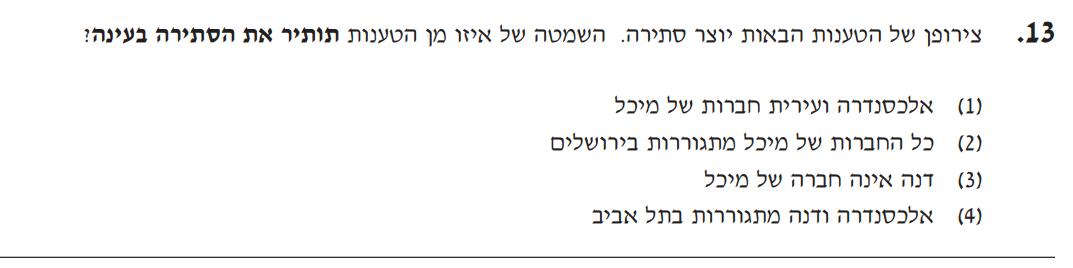 13. צירופן של הטענות הבאות יוצר סתירה. השמטה של איזו מן הטענות תותיר את הסתירה בעינה?
(1) אלכסנדרה ועירית חברות של מיכל
(2) כל החברות של מיכל מתגוררות בירושלים
(3) דנה אינה חברה של מיכל
(4) אלכסנדרה ודנה מתגוררות בתל אביב